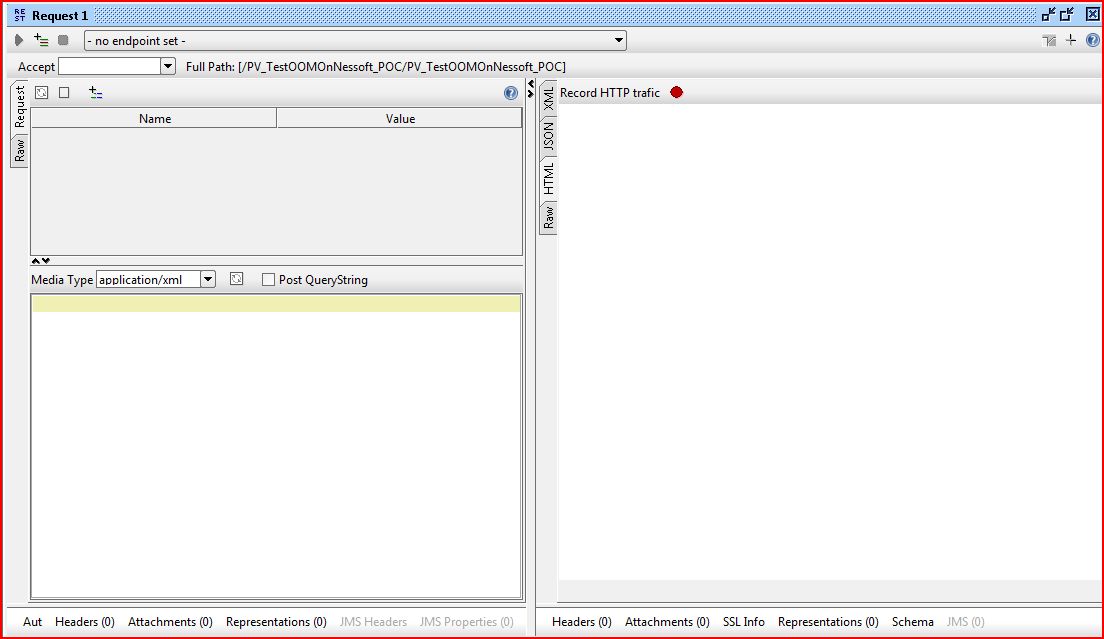 REST Request 1
- no endpoint set -
Accept Full Path: [/PV_TestOOMOnNessoft_POC/PV_TestOOMOnNessoft_POC]
Request
Raw
Name Value
Media Type application/xml Post QueryString
Aut Headers (0) Attachments (0) Representations (0) JMS Headers JMS Properties (0)
XML
JSON
HTML
Raw
Record HTTP trafic
Headers (0) Attachments (0) SSL Info Representations (0) Schema JMS (0)